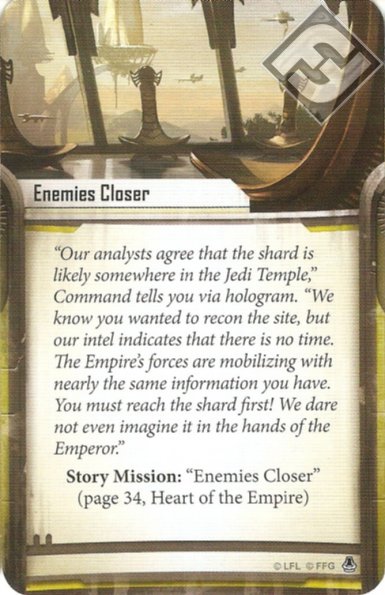 Enemies Closer
“Our analysts agree that the shard is
likely somewhere in the Jedi Temple,”
Command tells you via hologram. “We
know you wanted to recon the site, but
our intel indicates that there is no time.
The Empire’s forces are mobilizing with
nearly the same information you have.
You must reach the shard first! We dare
not even imagine it in the hands of the
Emperor.”
Story Mission: “Enemies Closer”
(page 34, Heart of the Empire)
© LFL © FFG